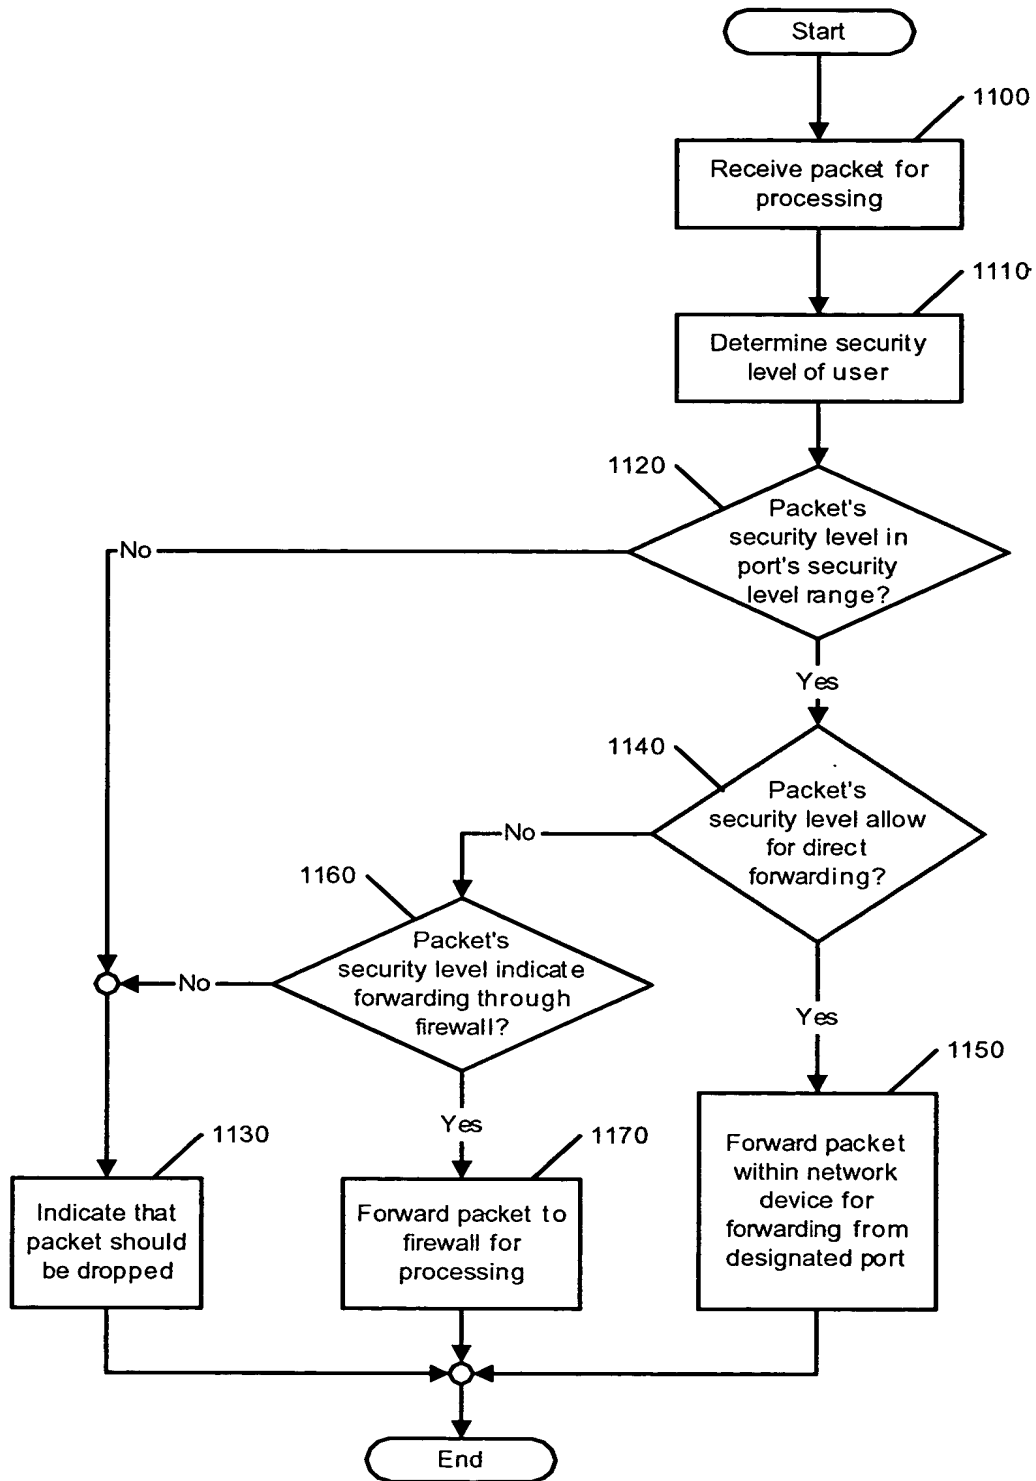 Start
1100
Receive packet for
processing
1110
Determine security
level of user
1120
Packet's
security level in
port's security
level range?
No
Yes
1140
Packet's
security level allow
for direct
forwarding?
No
1160
Packet's
security level indicate
forwarding through
firewall?
No
Yes
Yes
1150
Forward packet
within network
device for
forwarding from
designated port
1130
Indicate that
packet should
be dropped
1170
Forward packet to
firewall for
processing
End